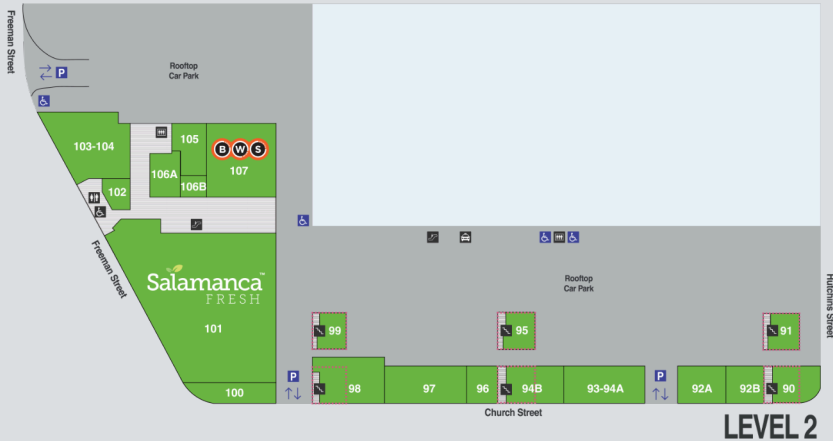 Freeman Street
P
Rooftop
Car Park
103-104
105
BWS
107
106A
106B
102
Freeman Street
Salamanca™
FRESH
101
100
Rooftop
Car Park
Hutchins Street
99
95
91
P
98
97
96
94B
93-94A
P
92A
92B
90
Church Street
LEVEL 2